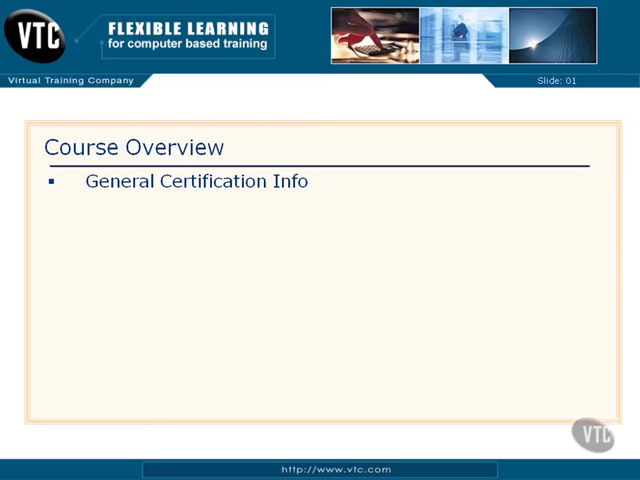 VTC
FLEXIBLE LEARNING
for computer based training
Virtual Training Company
Slide: 01
Course Overview
▪ General Certification Info
VTC
http://www.vtc.com